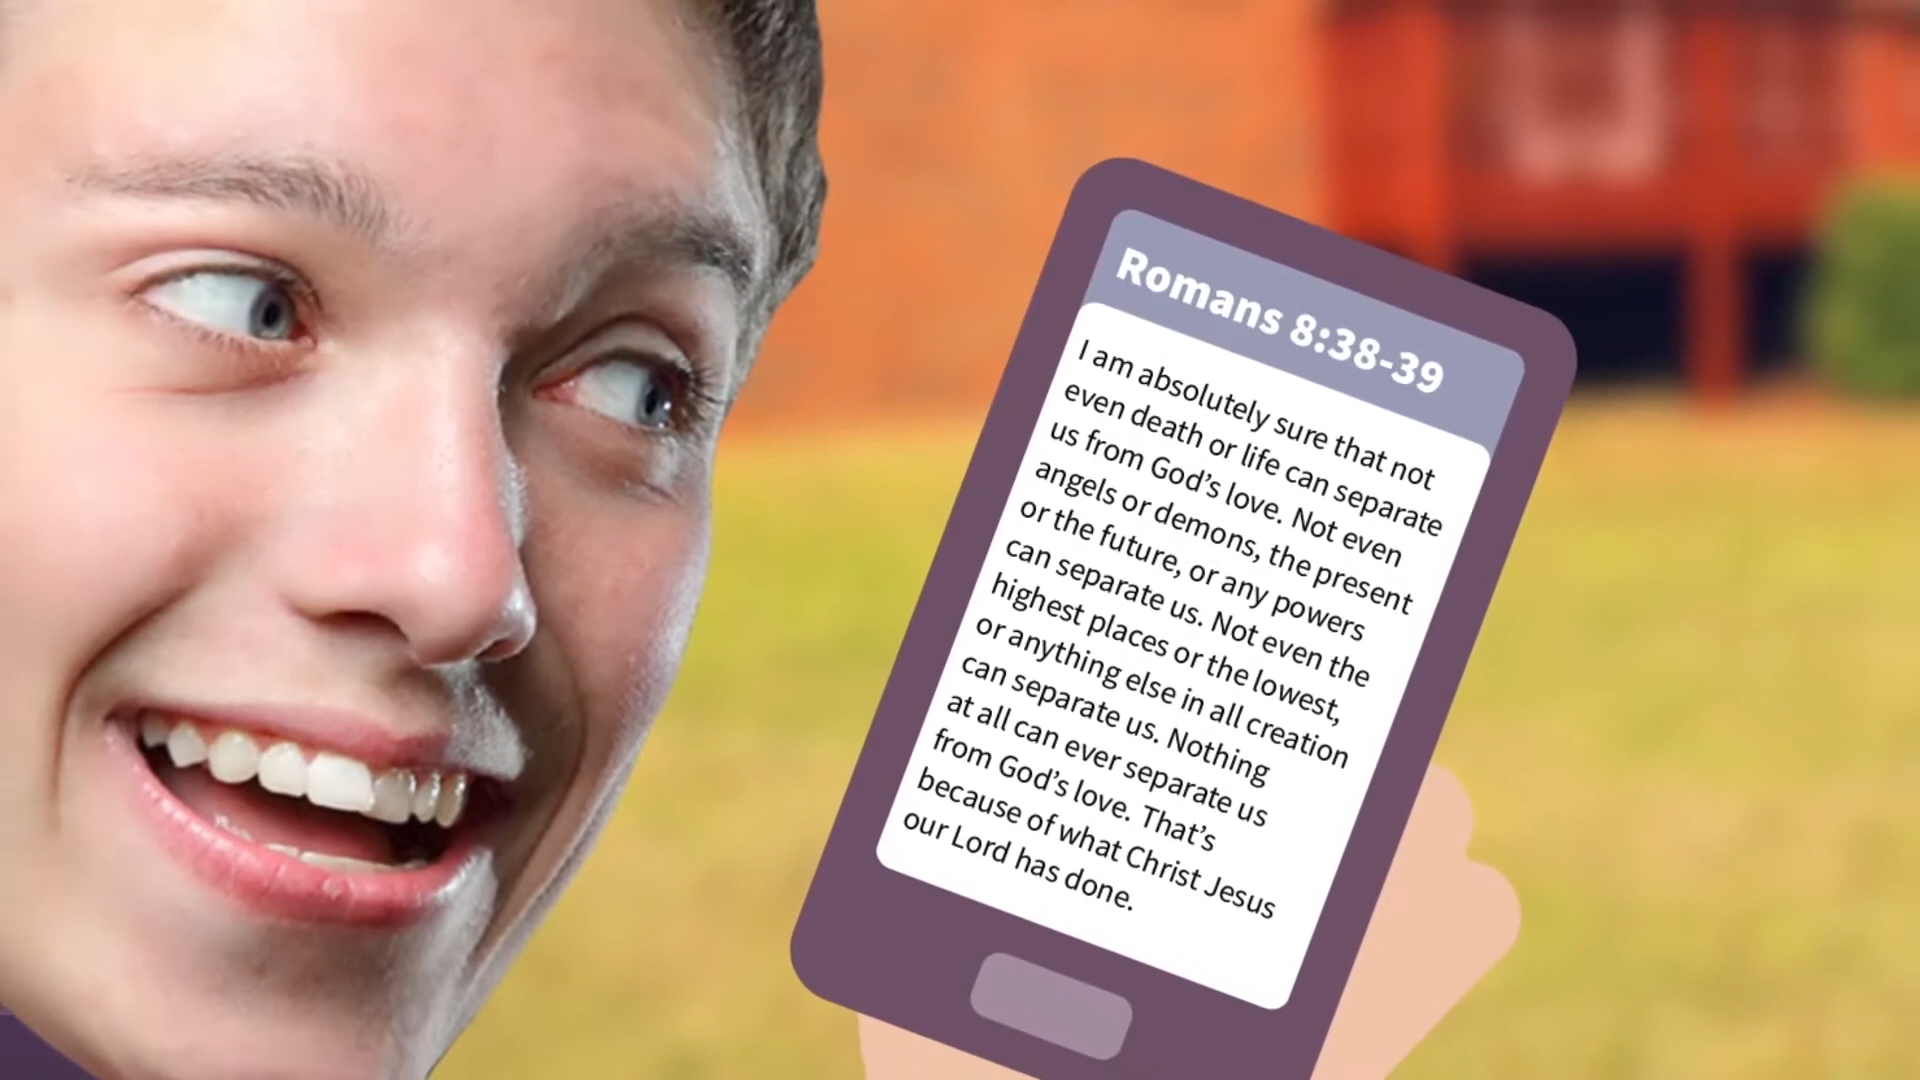 Romans 8:38-39
I am absolutely sure that not
even death or life can separate
us from God’s love. Not even
angels or demons, the present
or the future, or any powers
can separate us. Not even the
highest places or the lowest,
or anything else in all creation
can separate us. Nothing
at all can ever separate us
from God’s love. That’s
because of what Christ Jesus
our Lord has done.